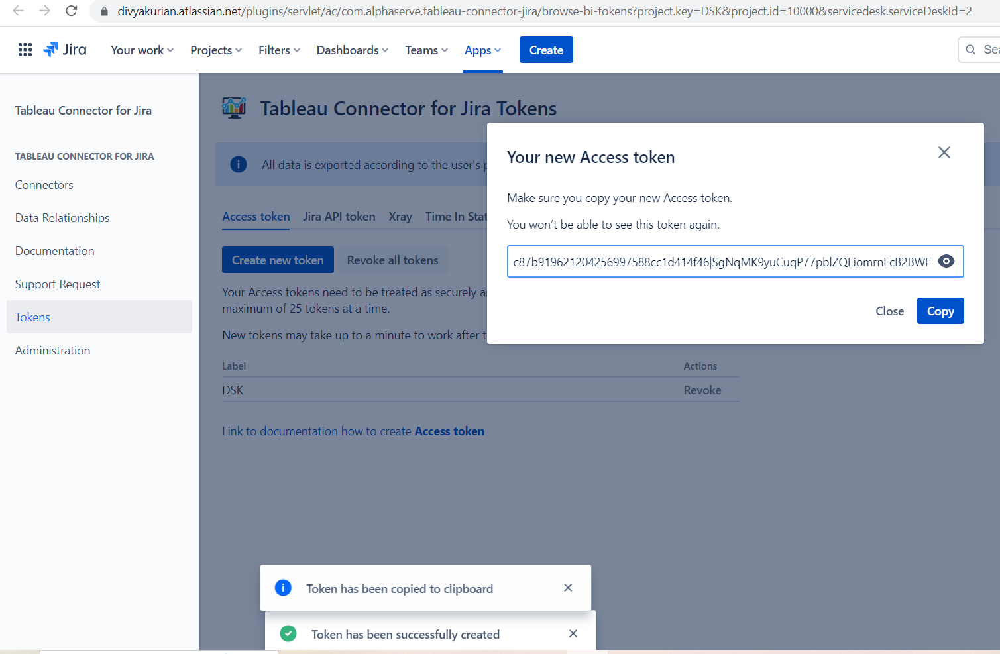 divyakurian.atlassian.net/plugins/servlet/ac/com.alphaserve.tableau-connector-jira/browse-bi-tokens?project.key=DSK&project.id=10000&servicedesk.serviceDeskId=2
Jira Your work Projects Filters Dashboards Teams Apps Create Sea
Tableau Connector for Jira
TABLEAU CONNECTOR FOR JIRA
Connectors
Data Relationships
Documentation
Support Request
Tokens
Administration
Tableau Connector for Jira Tokens
All data is exported according to the user's p
Access token Jira API token Xray Time In Stat
Create new token Revoke all tokens
Your Access tokens need to be treated as securely as
maximum of 25 tokens at a time.
New tokens may take up to a minute to work after t
Label Actions
DSK Revoke
Link to documentation how to create Access token
Your new Access token
Make sure you copy your new Access token.
You won’t be able to see this token again.
c87b919621204256997588cc1d414f46|SgNqMK9yuCuqP77pblZQEiomrnEcB2BWF
Close Copy
Token has been copied to clipboard
Token has been successfully created